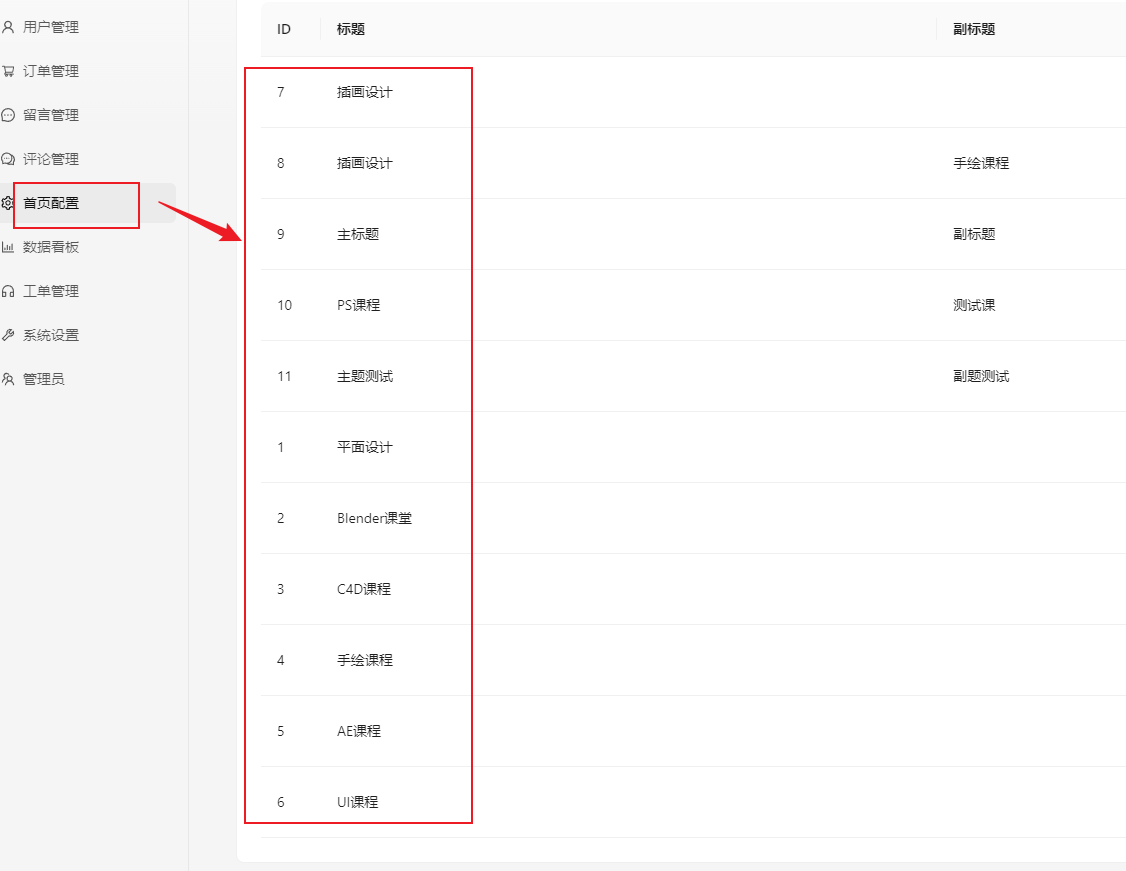 用户管理
订单管理
留言管理
评论管理
首页配置
数据看板
工单管理
系统设置
管理员
ID 标题 副标题
7 插画设计
8 插画设计 手绘课程
9 主标题 副标题
10 PS课程 测试课
11 主题测试 副题测试
1 平面设计
2 Blender课堂
3 C4D课程
4 手绘课程
5 AE课程
6 UI课程